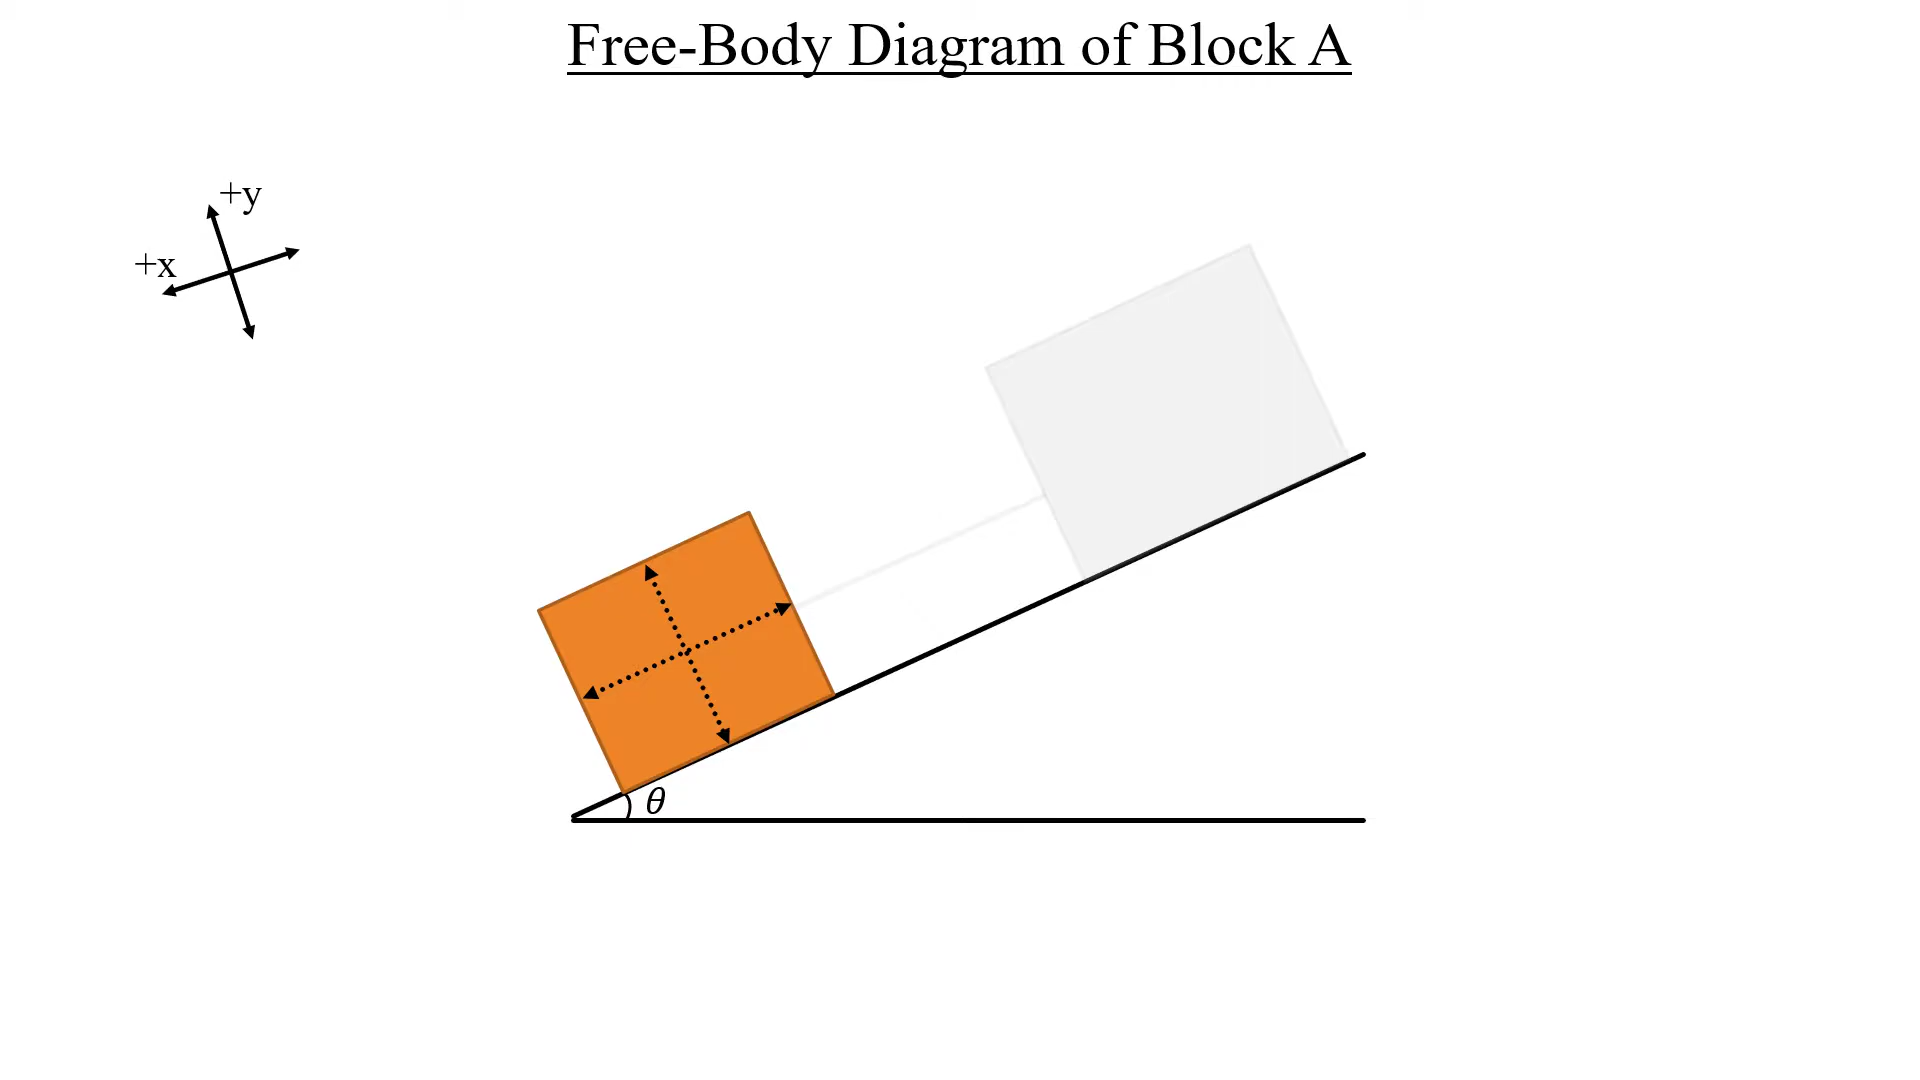 Free-Body Diagram of Block A
+y
+x
θ